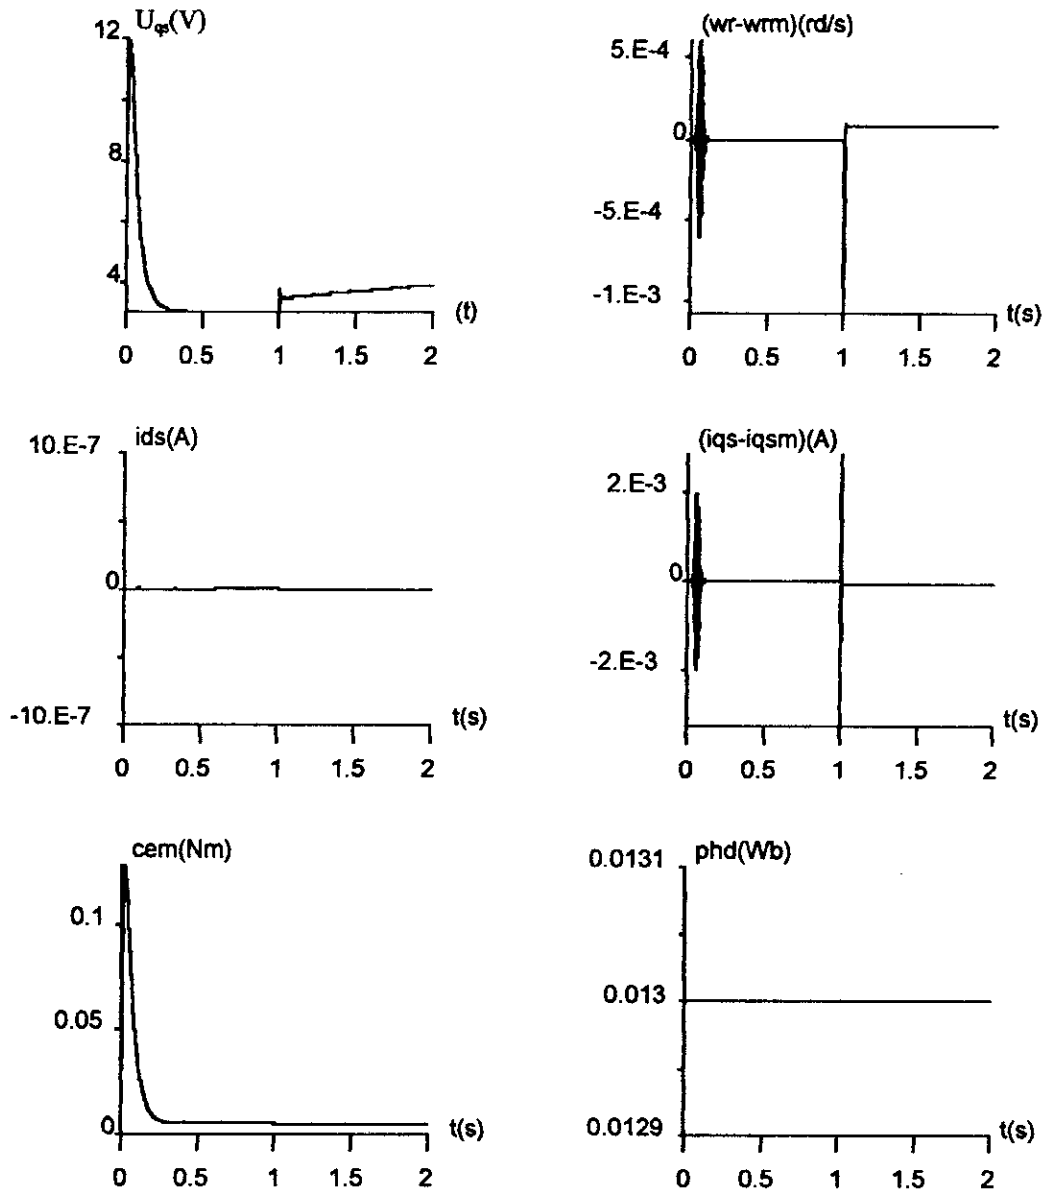 U_qs(V)
12
8
4
(t)
0 0.5 1 1.5 2
(wr-wrm)(rd/s)
5.E-4
0
-5.E-4
-1.E-3
t(s)
0 0.5 1 1.5 2
ids(A)
10.E-7
0
-10.E-7
t(s)
0 0.5 1 1.5 2
(iqs-iqsm)(A)
2.E-3
0
-2.E-3
t(s)
0 0.5 1 1.5 2
cem(Nm)
0.1
0.05
0
t(s)
0 0.5 1 1.5 2
phd(Wb)
0.0131
0.013
0.0129
t(s)
0 0.5 1 1.5 2